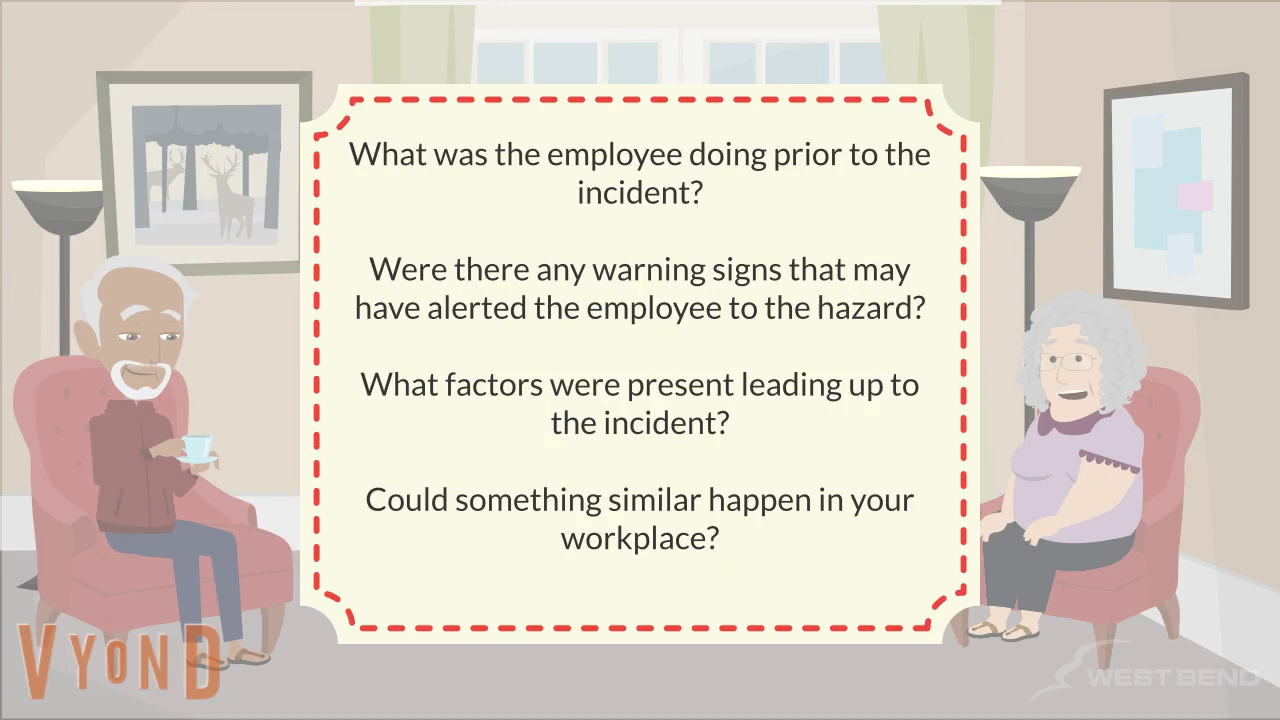 What was the employee doing prior to the
incident?
Were there any warning signs that may
have alerted the employee to the hazard?
What factors were present leading up to
the incident?
Could something similar happen in your
workplace?
VYOND
WEST BEND